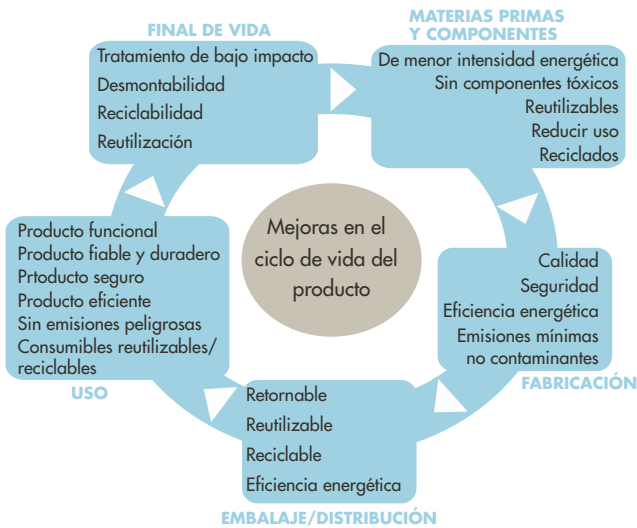 FINAL DE VIDA
Tratamiento de bajo impacto
Desmontabilidad
Reciclabilidad
Reutilización
MATERIAS PRIMAS
Y COMPONENTES
De menor intensidad energética
Sin componentes tóxicos
Reutilizables
Reducir uso
Reciclados
Mejoras en el
ciclo de vida del
producto
Producto funcional
Producto fiable y duradero
Prtoducto seguro
Producto eficiente
Sin emisiones peligrosas
Consumibles reutilizables/
reciclables
USO
Calidad
Seguridad
Eficiencia energética
Emisiones mínimas
no contaminantes
FABRICACIÓN
Retornable
Reutilizable
Reciclable
Eficiencia energética
EMBALAJE/DISTRIBUCIÓN